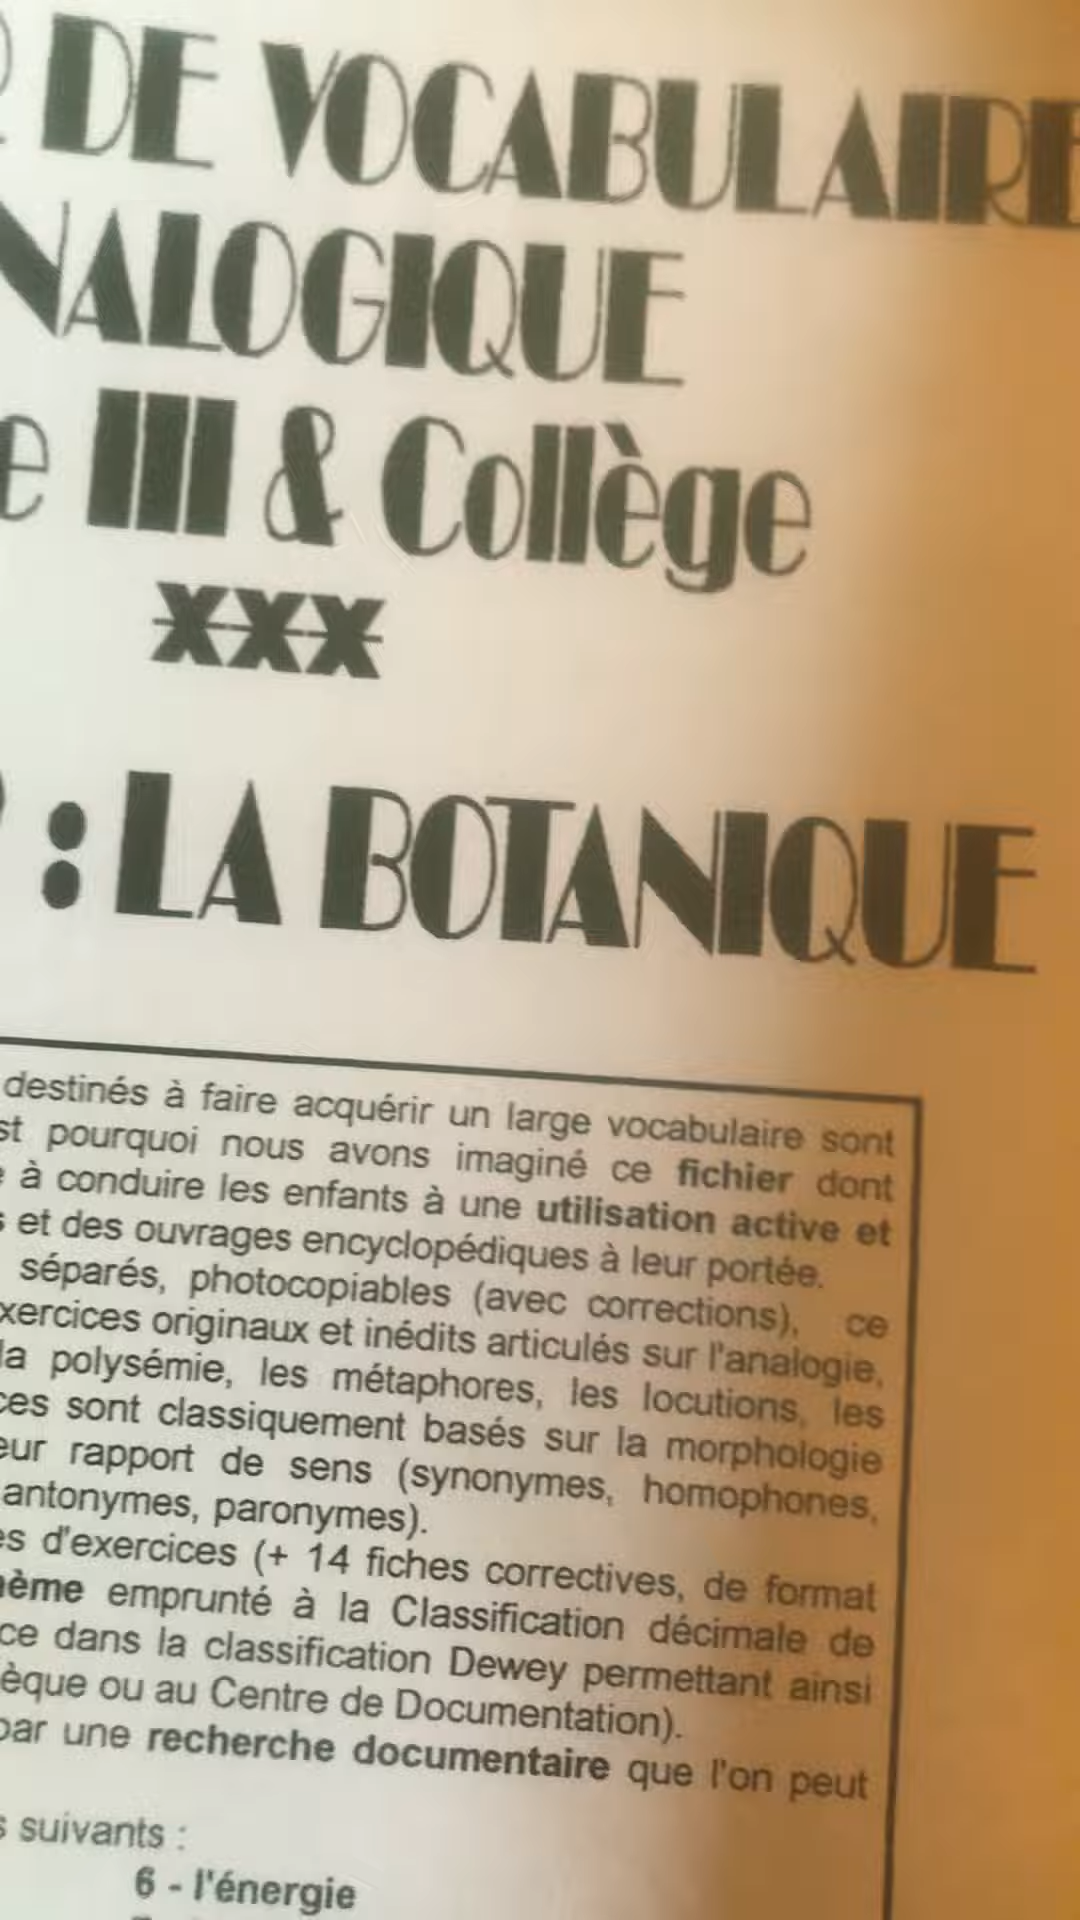 DE VOCABULAIRE
NALOGIQUE
e III & Collège
XXX
: LA BOTANIQUE
destinés à faire acquérir un large vocabulaire sont
st pourquoi nous avons imaginé ce fichier dont
à conduire les enfants à une utilisation active et
s et des ouvrages encyclopédiques à leur portée.
séparés, photocopiables (avec corrections), ce
xercices originaux et inédits articulés sur l'analogie,
la polysémie, les métaphores, les locutions, les
ces sont classiquement basés sur la morphologie
eur rapport de sens (synonymes, homophones,
antonymes, paronymes).
es d'exercices (+ 14 fiches correctives, de format
hème emprunté à la Classification décimale de
ce dans la classification Dewey permettant ainsi
èque ou au Centre de Documentation).
par une recherche documentaire que l'on peut
s suivants :
6 - l'énergie